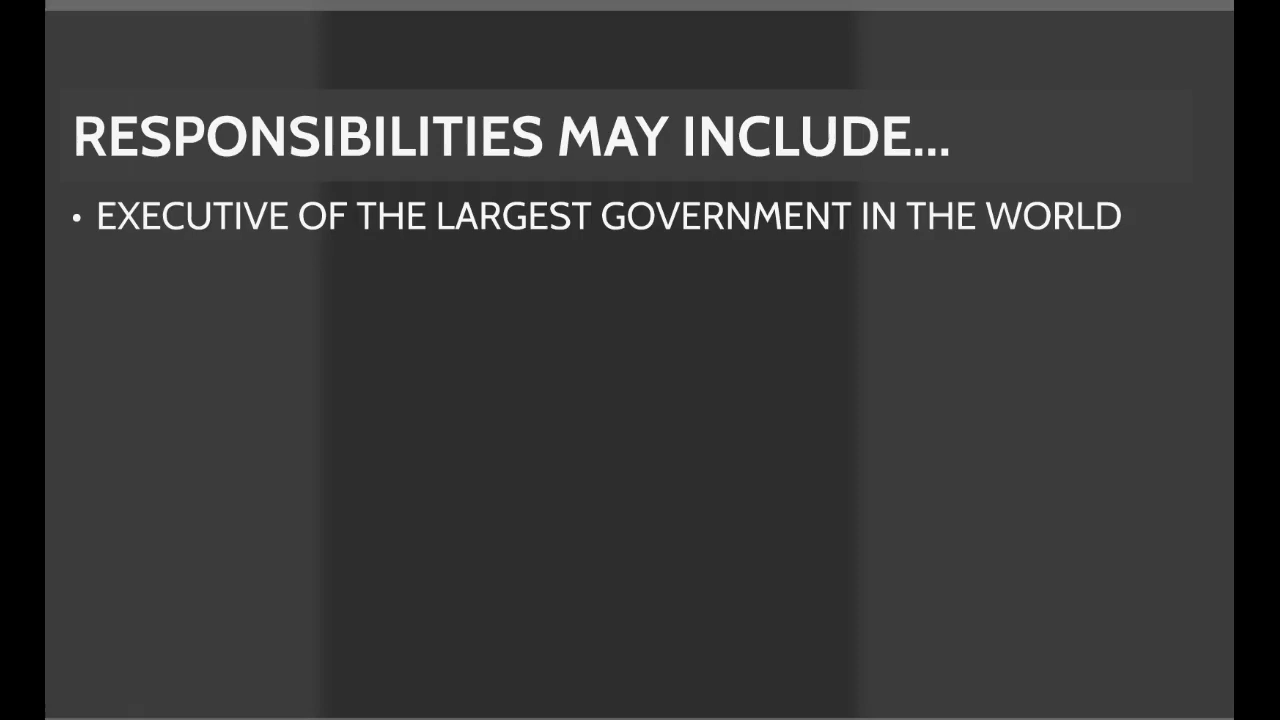 RESPONSIBILITIES MAY INCLUDE...
• EXECUTIVE OF THE LARGEST GOVERNMENT IN THE WORLD